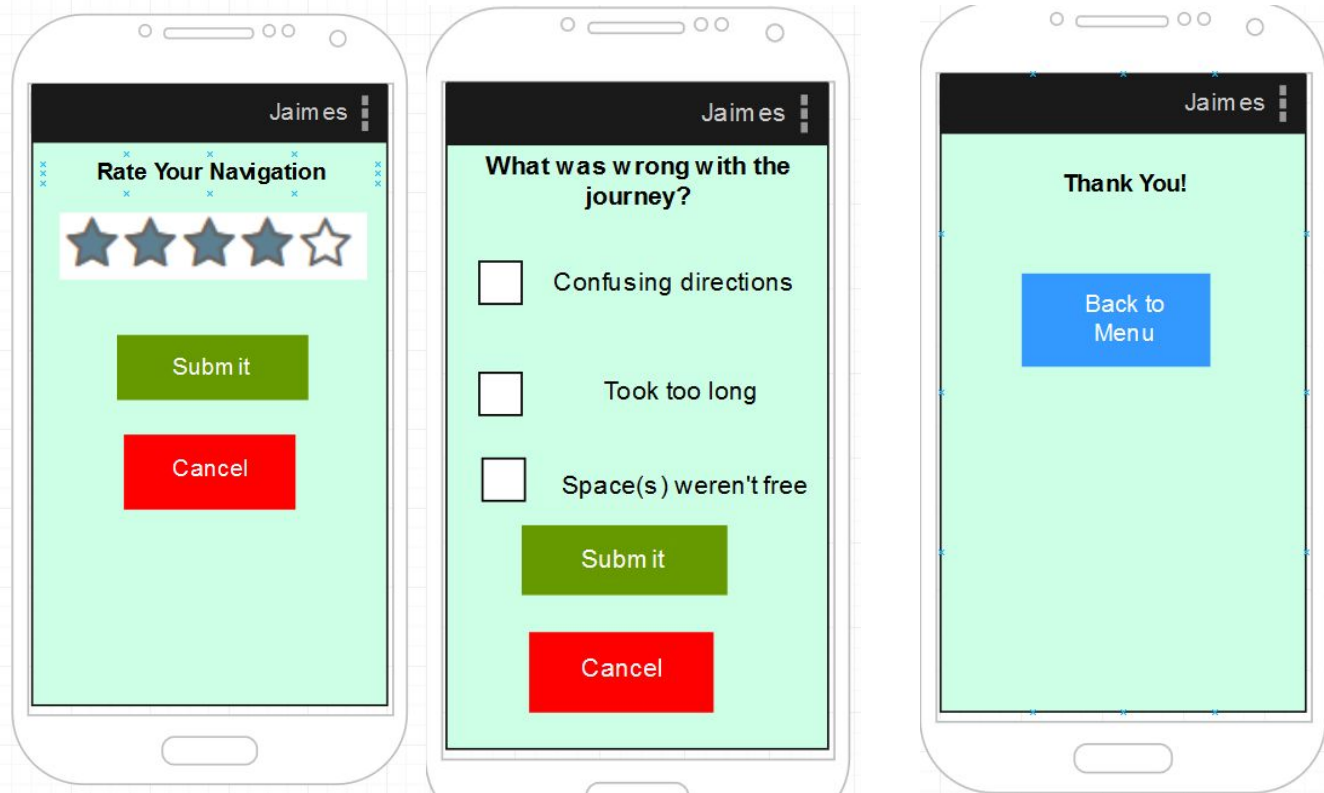 Jaimes
Rate Your Navigation
Submit
Cancel
Jaimes
What was wrong with the
journey?
Confusing directions
Took too long
Space(s) weren't free
Submit
Cancel
Jaimes
Thank You!
Back to
Menu